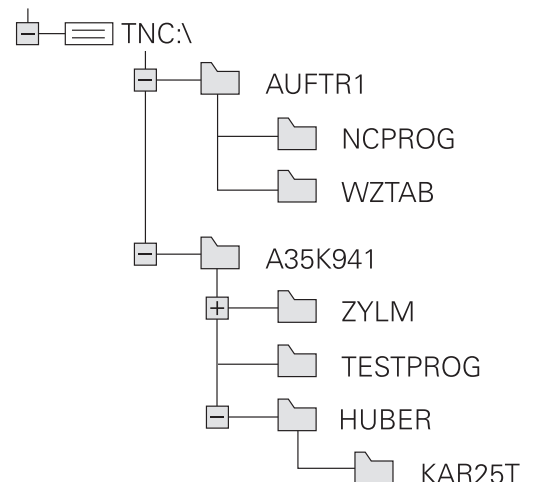 TNC:\
AUFTR1
NCPROG
WZTAB
A35K941
ZYLM
TESTPROG
HUBER
KAR25T